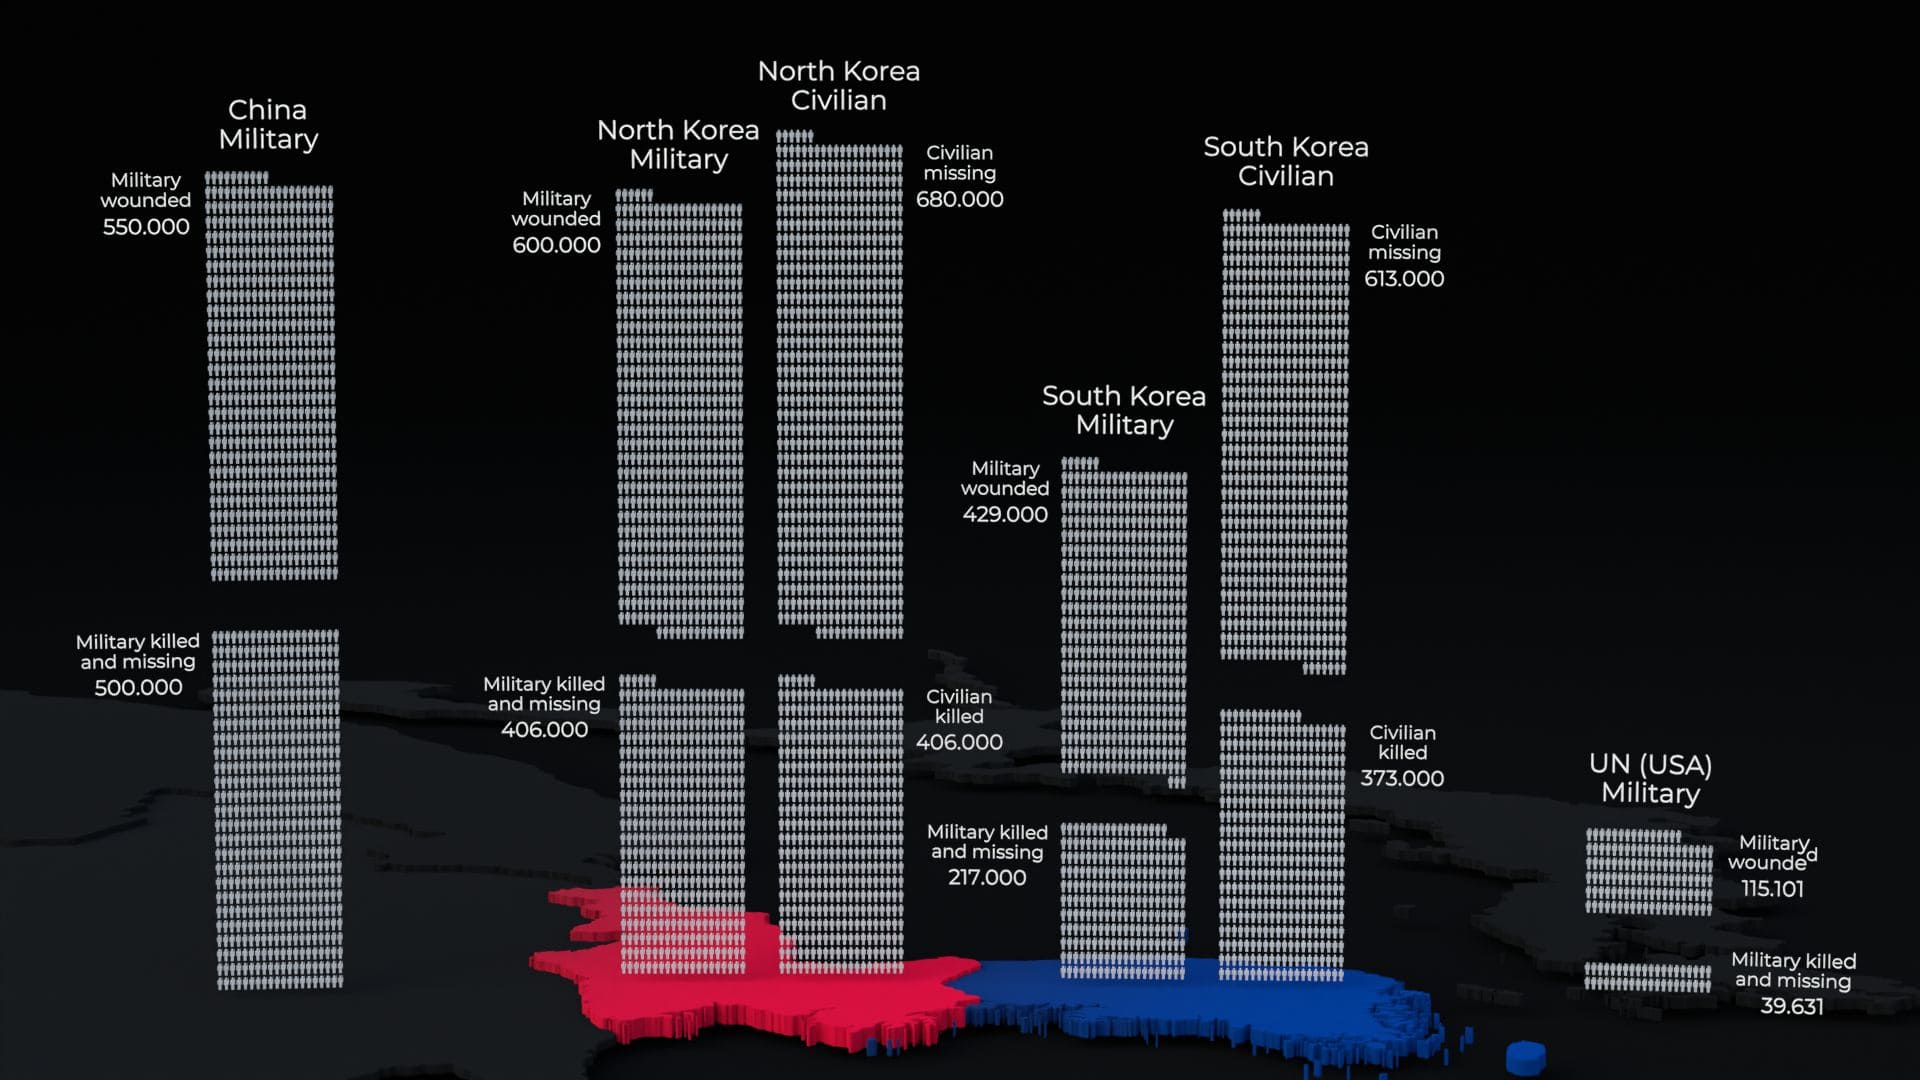 China
Military
Military
wounded
550.000
Military killed
and missing
500.000
North Korea
Military
Military
wounded
600.000
Military killed
and missing
406.000
North Korea
Civilian
Civilian
missing
680.000
Civilian
killed
406.000
South Korea
Military
Military
wounded
429.000
Military killed
and missing
217.000
South Korea
Civilian
Civilian
missing
613.000
Civilian
killed
373.000
UN (USA)
Military
Military
wounded
115.101
Military killed
and missing
39.631